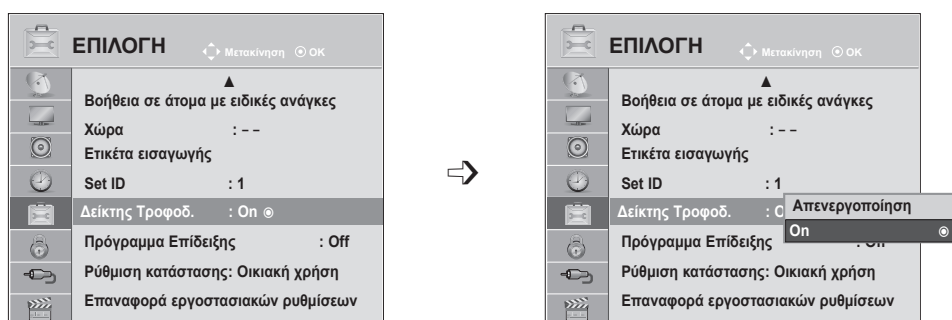 ΕΠΙΛΟΓΗ Μετακίνηση OK
▲
Βοήθεια σε άτομα με ειδικές ανάγκες
Χώρα : – –
Ετικέτα εισαγωγής
Set ID : 1
Δείκτης Τροφοδ. : On
Πρόγραμμα Επίδειξης : Off
Ρύθμιση κατάστασης: Οικιακή χρήση
Επαναφορά εργοστασιακών ρυθμίσεων
ΕΠΙΛΟΓΗ Μετακίνηση OK
▲
Βοήθεια σε άτομα με ειδικές ανάγκες
Χώρα : – –
Ετικέτα εισαγωγής
Set ID : 1
Δείκτης Τροφοδ. :
Απενεργοποίηση
On
Πρόγραμμα Επίδειξης
Ρύθμιση κατάστασης: Οικιακή χρήση
Επαναφορά εργοστασιακών ρυθμίσεων